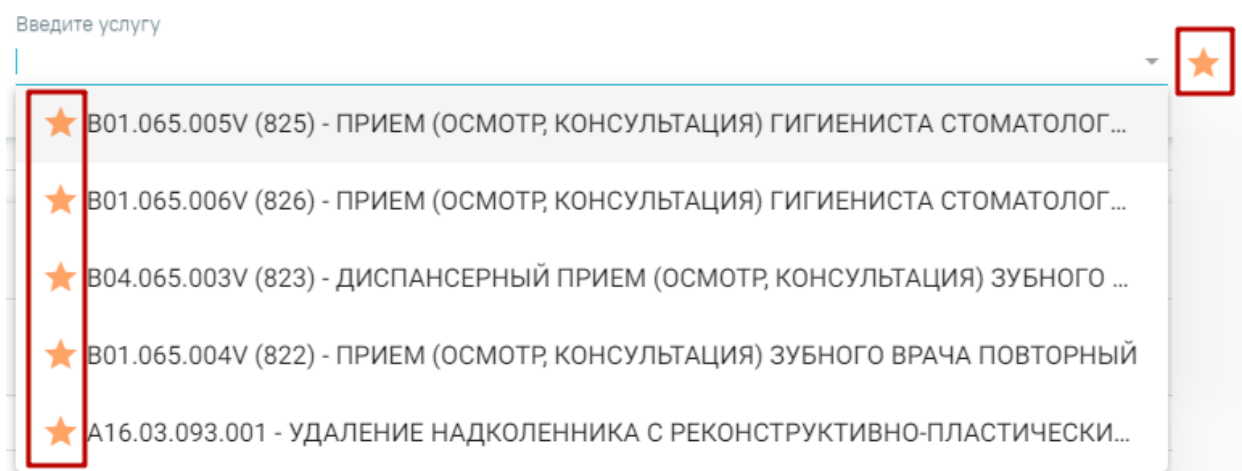 Введите услугу
B01.065.005V (825) - ПРИЕМ (ОСМОТР, КОНСУЛЬТАЦИЯ) ГИГИЕНИСТА СТОМАТОЛОГ...
B01.065.006V (826) - ПРИЕМ (ОСМОТР, КОНСУЛЬТАЦИЯ) ГИГИЕНИСТА СТОМАТОЛОГ...
B04.065.003V (823) - ДИСПАНСЕРНЫЙ ПРИЕМ (ОСМОТР, КОНСУЛЬТАЦИЯ) ЗУБНОГО ...
B01.065.004V (822) - ПРИЕМ (ОСМОТР, КОНСУЛЬТАЦИЯ) ЗУБНОГО ВРАЧА ПОВТОРНЫЙ
A16.03.093.001 - УДАЛЕНИЕ НАДКОЛЕННИКА С РЕКОНСТРУКТИВНО-ПЛАСТИЧЕСКИ...